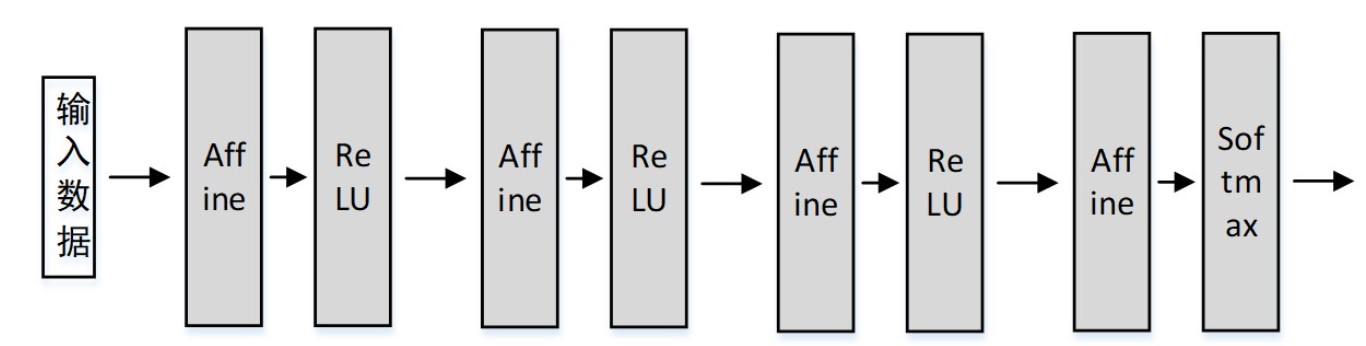 输
入
数
据
Aff
ine
Re
LU
Aff
ine
Re
LU
Aff
ine
Re
LU
Aff
ine
Sof
tm
ax